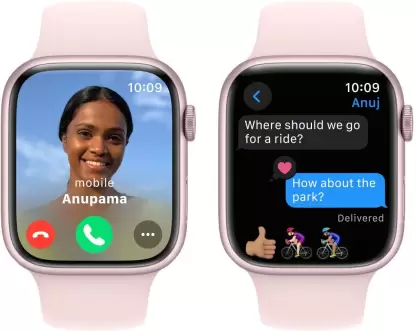 10:09
mobile
Anupama
10:09
Anuj
Where should we go
for a ride?
How about the
park?
Delivered